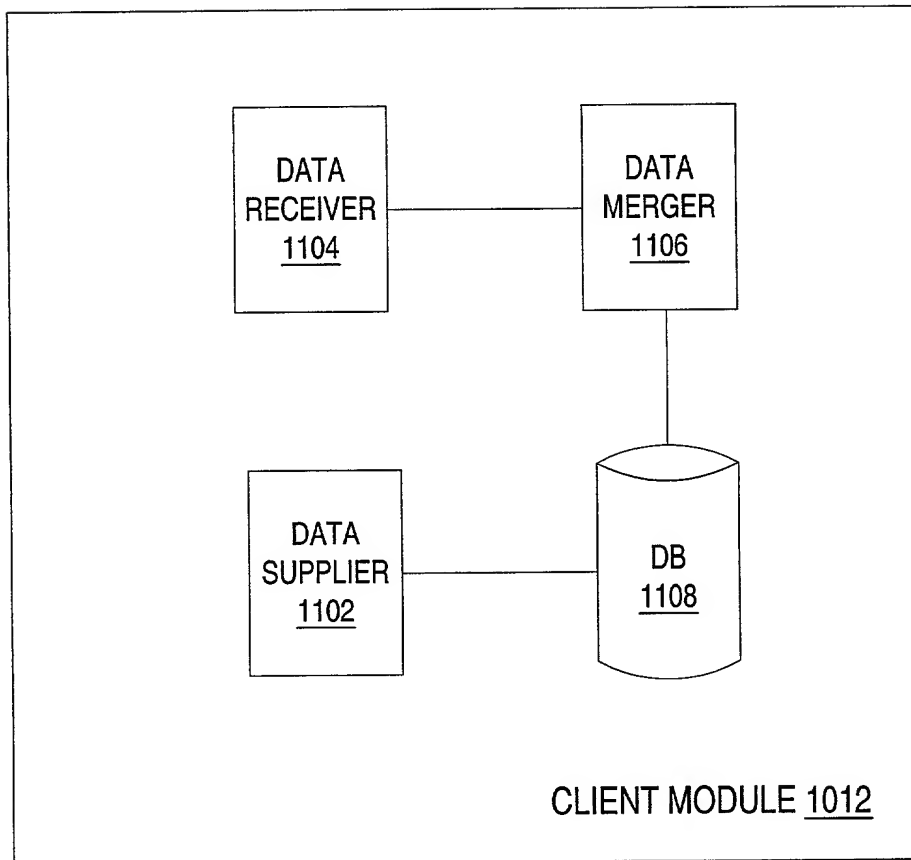 DATA
RECEIVER
1104
DATA
MERGER
1106
DATA
SUPPLIER
1102
DB
1108
CLIENT MODULE 1012